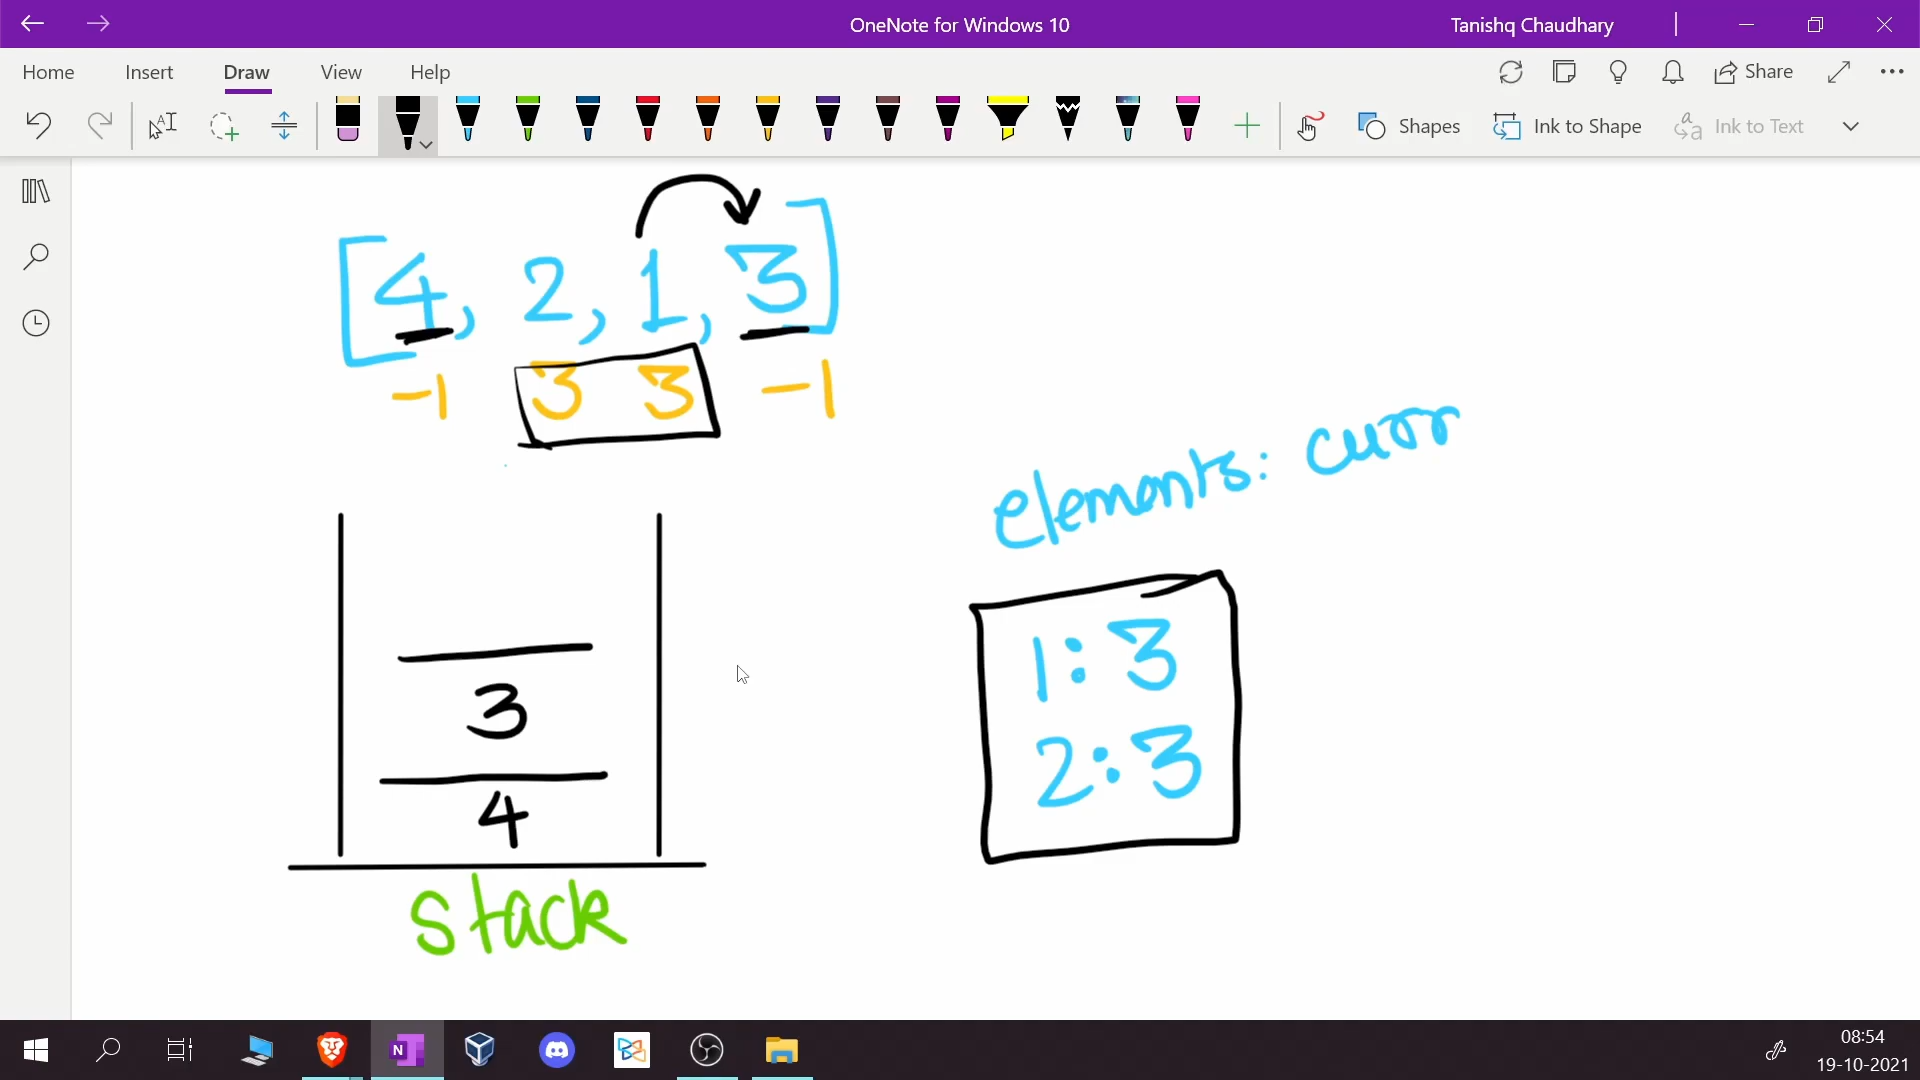 OneNote for Windows 10
Tanishq Chaudhary
Home Insert Draw View Help
Share
Shapes Ink to Shape Ink to Text
[4, 2, 1, 3]
-1 3 3 -1
elements: curr
1:3
2:3
3
4
stack
08:54
19-10-2021